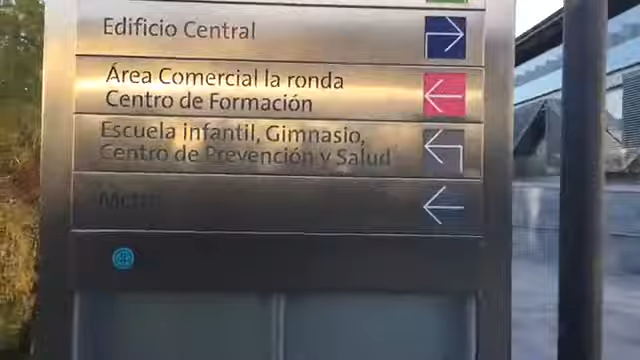 Edificio Central
Área Comercial la ronda
Centro de Formación
Escuela infantil, Gimnasio,
Centro de Prevención y Salud
Metro